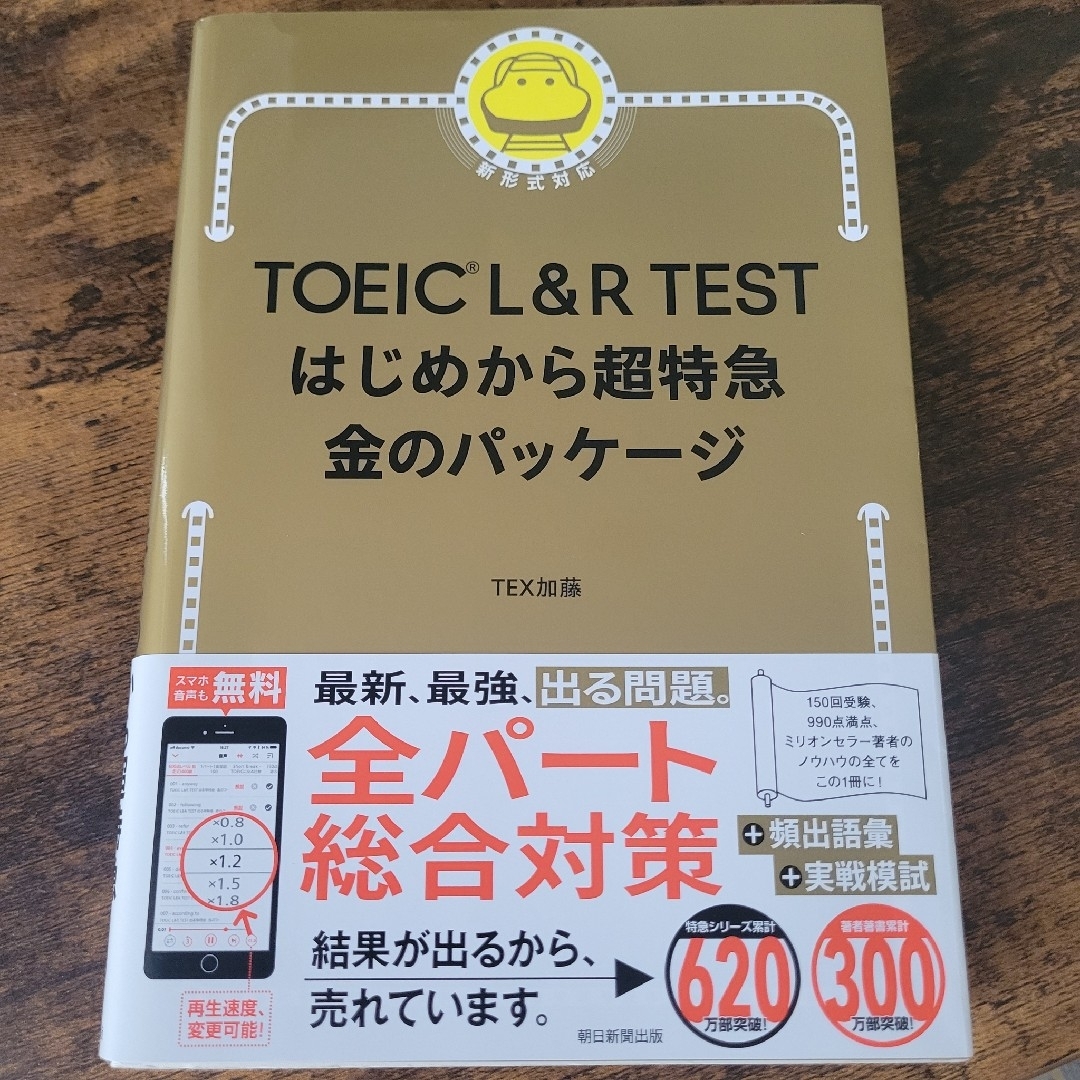 新形式対応
TOEIC® L&R TEST
はじめから超特急
金のパッケージ
TEX加藤
スマホ
音声も
無料
最新、最強、出る問題。
全パート
総合対策
150回受験、
990点満点、
ミリオンセラー著者の
ノウハウの全てを
この1冊に!
+頻出語彙
+実戦模試
×0.8
×1.0
×1.2
×1.5
×1.8
再生速度、
変更可能!
結果が出るから、
売れています。
特急シリーズ累計
620
万部突破!
著者著書累計
300
万部突破!
朝日新聞出版